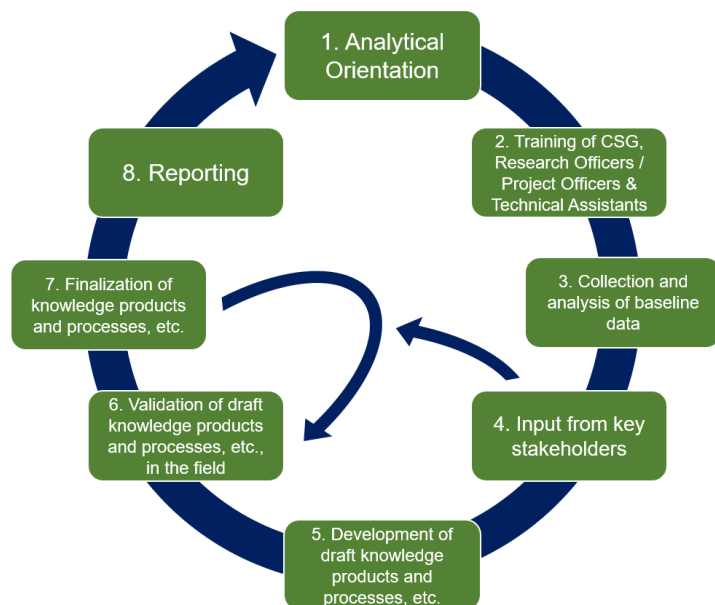 1. Analytical
Orientation
2. Training of CSG,
Research Officers /
Project Officers &
Technical Assistants
3. Collection and
analysis of baseline
data
4. Input from key
stakeholders
5. Development of
draft knowledge
products and
processes, etc.
6. Validation of draft
knowledge products
and processes, etc.,
in the field
7. Finalization of
knowledge products
and processes, etc.
8. Reporting